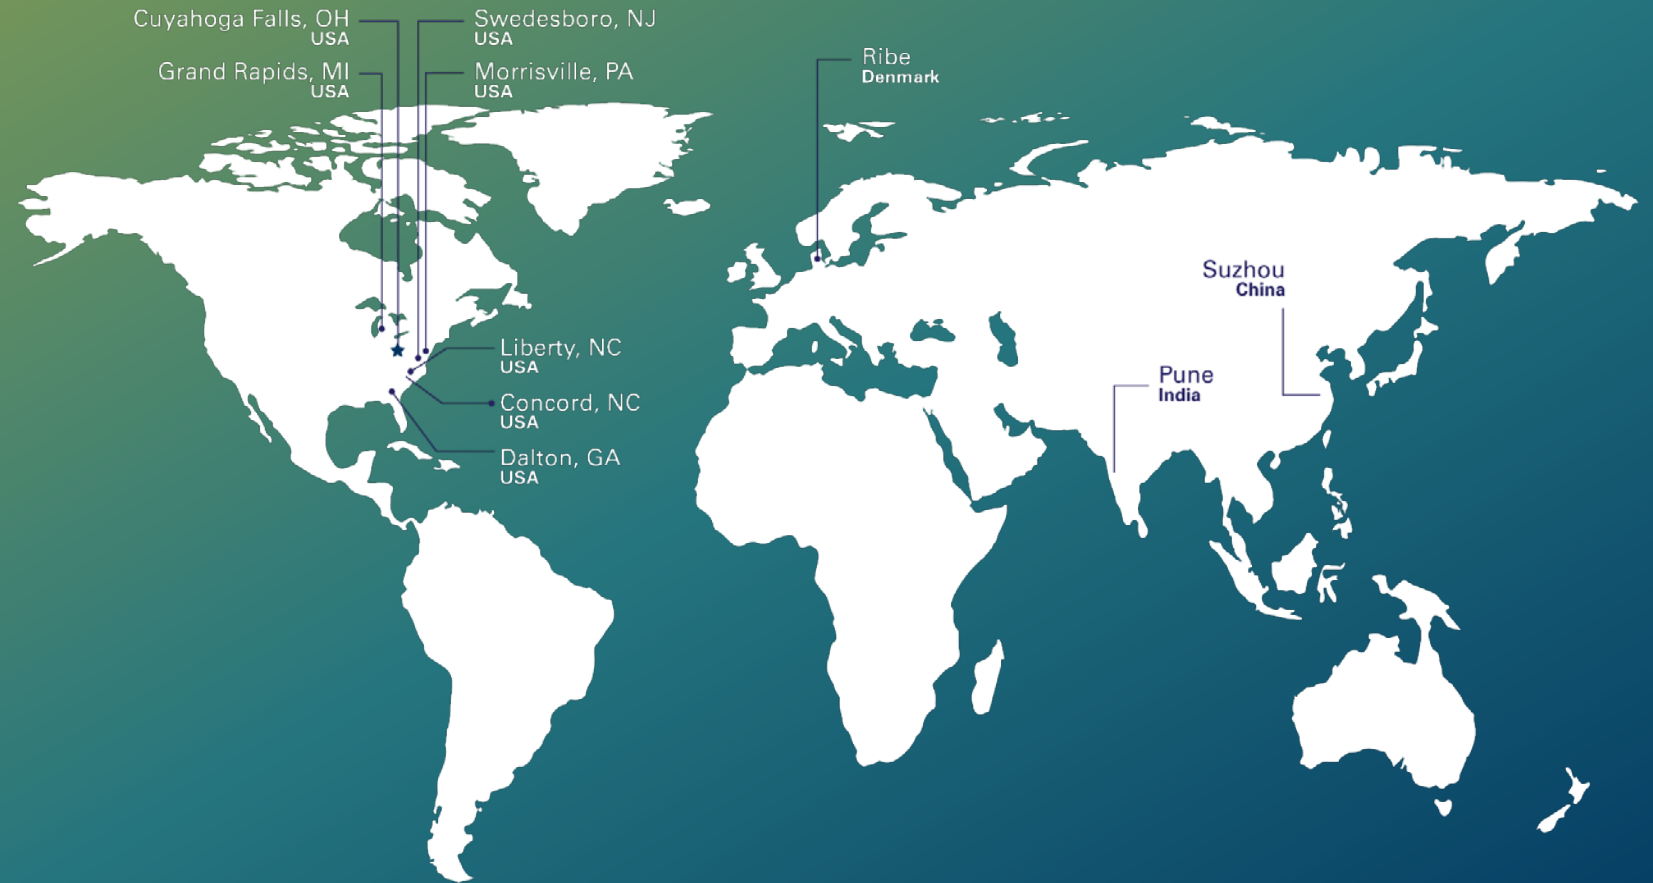 Cuyahoga Falls, OH
USA
Grand Rapids, MI
USA
Swedesboro, NJ
USA
Morrisville, PA
USA
Ribe
Denmark
Suzhou
China
Liberty, NC
USA
Pune
India
Concord, NC
USA
Dalton, GA
USA